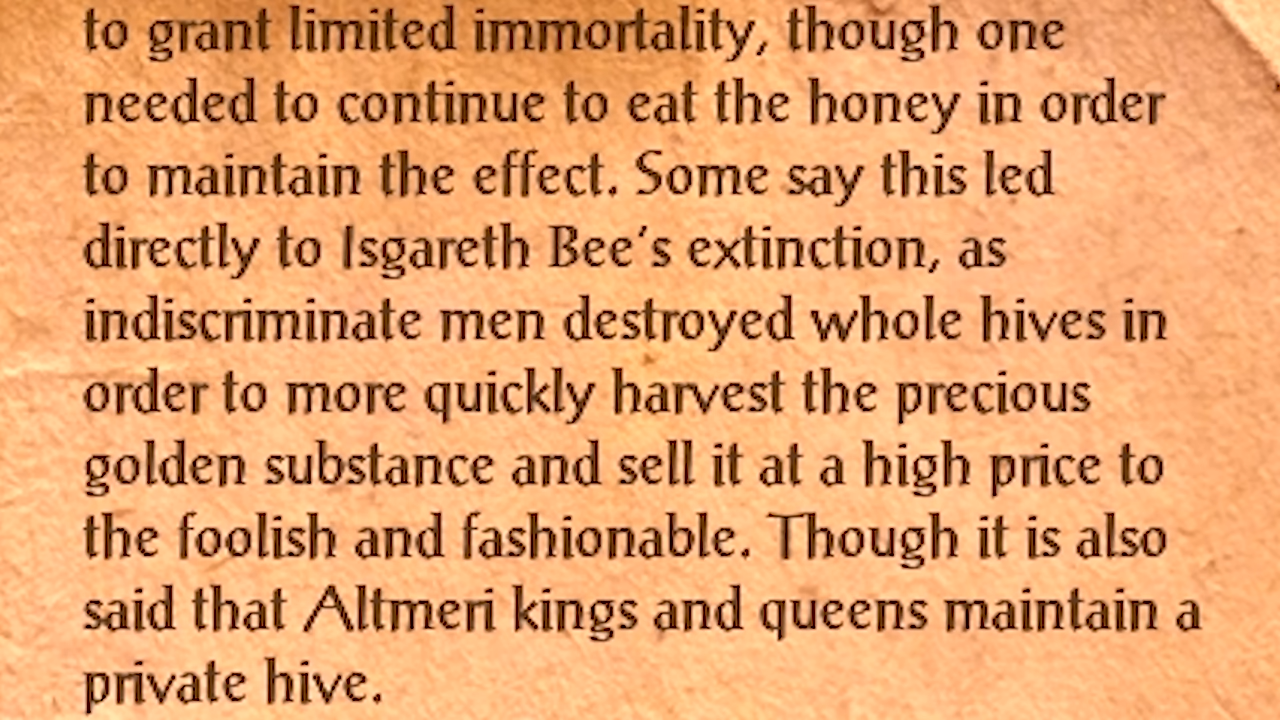 to grant limited immortality, though one
needed to continue to eat the honey in order
to maintain the effect. Some say this led
directly to Isgareth Bee's extinction, as
indiscriminate men destroyed whole hives in
order to more quickly harvest the precious
golden substance and sell it at a high price to
the foolish and fashionable. Though it is also
said that Altmeri kings and queens maintain a
private hive.